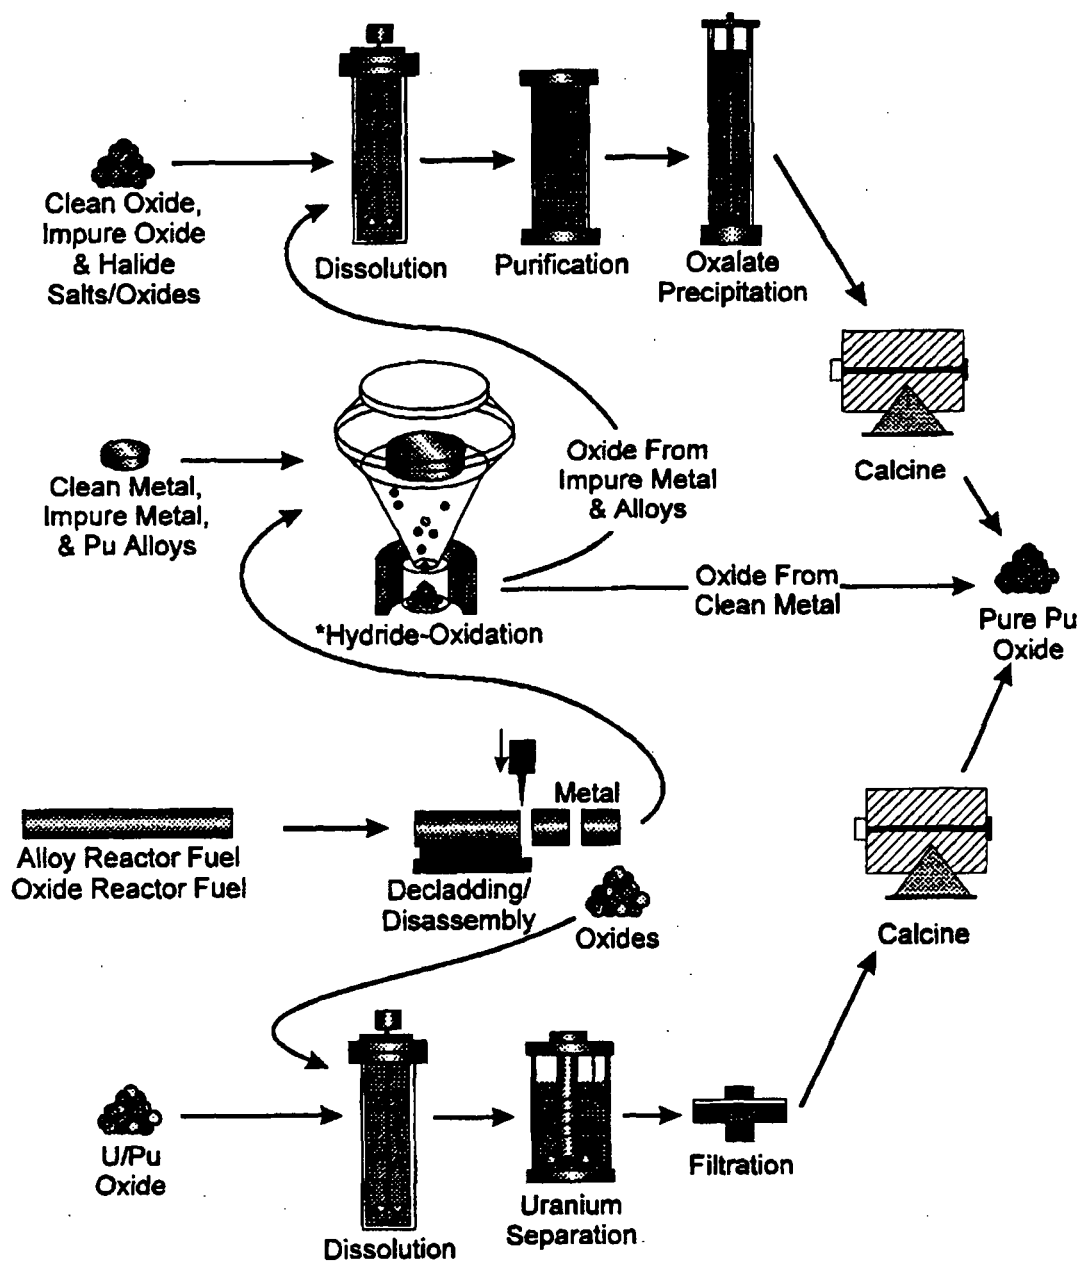 Clean Oxide,
Impure Oxide
& Halide
Salts/Oxides
Dissolution
Purification
Oxalate
Precipitation
Calcine
Clean Metal,
Impure Metal,
& Pu Alloys
Oxide From
Impure Metal
& Alloys
*Hydride-Oxidation
Oxide From
Clean Metal
Pure Pu
Oxide
Alloy Reactor Fuel
Oxide Reactor Fuel
Metal
Decladding/
Disassembly
Oxides
Calcine
U/Pu
Oxide
Dissolution
Uranium
Separation
Filtration